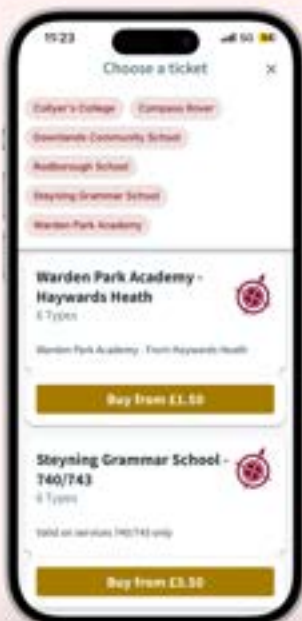 11:23
5G
Choose a ticket
Collyer's College Compass Rover
Downlands Community School
Rodborough School
Steyning Grammar School
Warden Park Academy
Warden Park Academy -
Haywards Heath
6 Types
Warden Park Academy - From Haywards Heath
Buy from £1.50
Steyning Grammar School -
740/743
6 Types
Valid on services 740/743 only
Buy from £3.50